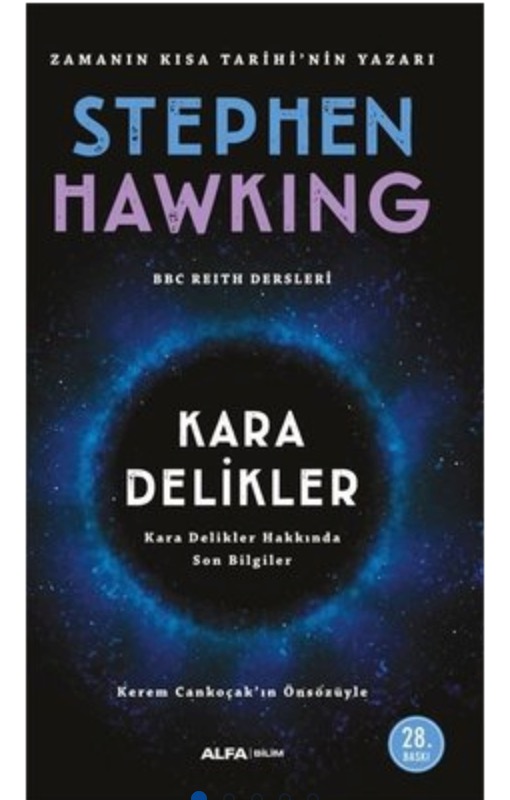 ZAMANIN KISA TARİHİ'NİN YAZARI
STEPHEN
HAWKING
BBC REITH DERSLERİ
KARA
DELİKLER
Kara Delikler Hakkında
Son Bilgiler
Kerem Cankoçak'ın Önsözüyle
ALFA | BİLİM
28.
BASKI